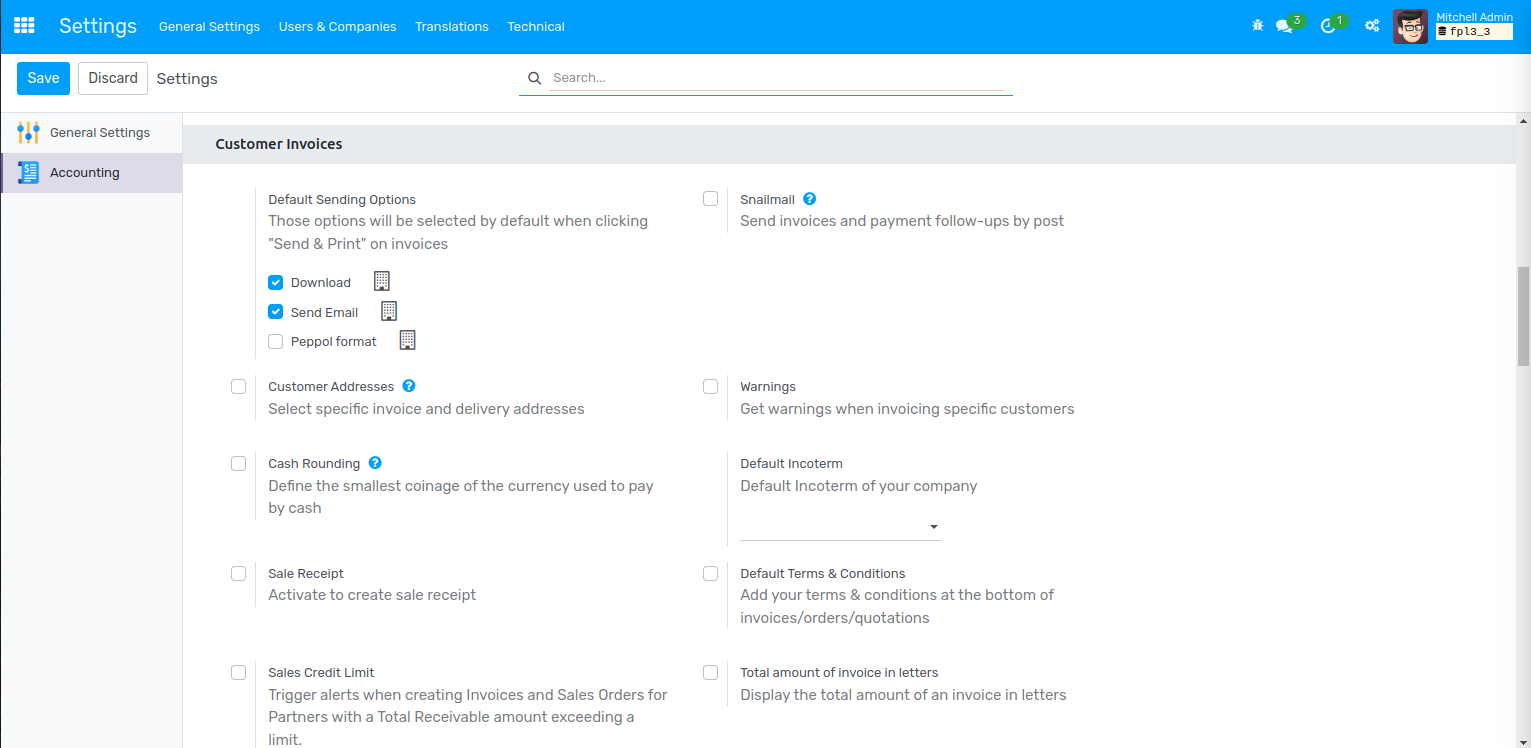 Settings
General Settings
Users & Companies
Translations
Technical
3
1
Mitchell Admin
fpl3_3
Save
Discard
Settings
Search...
General Settings
Accounting
Customer Invoices
Default Sending Options
Those options will be selected by default when clicking
"Send & Print" on invoices
Download
Send Email
Peppol format
Snailmail
Send invoices and payment follow-ups by post
Customer Addresses
Select specific invoice and delivery addresses
Warnings
Get warnings when invoicing specific customers
Cash Rounding
Define the smallest coinage of the currency used to pay
by cash
Default Incoterm
Default Incoterm of your company
Sale Receipt
Activate to create sale receipt
Default Terms & Conditions
Add your terms & conditions at the bottom of
invoices/orders/quotations
Sales Credit Limit
Trigger alerts when creating Invoices and Sales Orders for
Partners with a Total Receivable amount exceeding a
limit.
Total amount of invoice in letters
Display the total amount of an invoice in letters